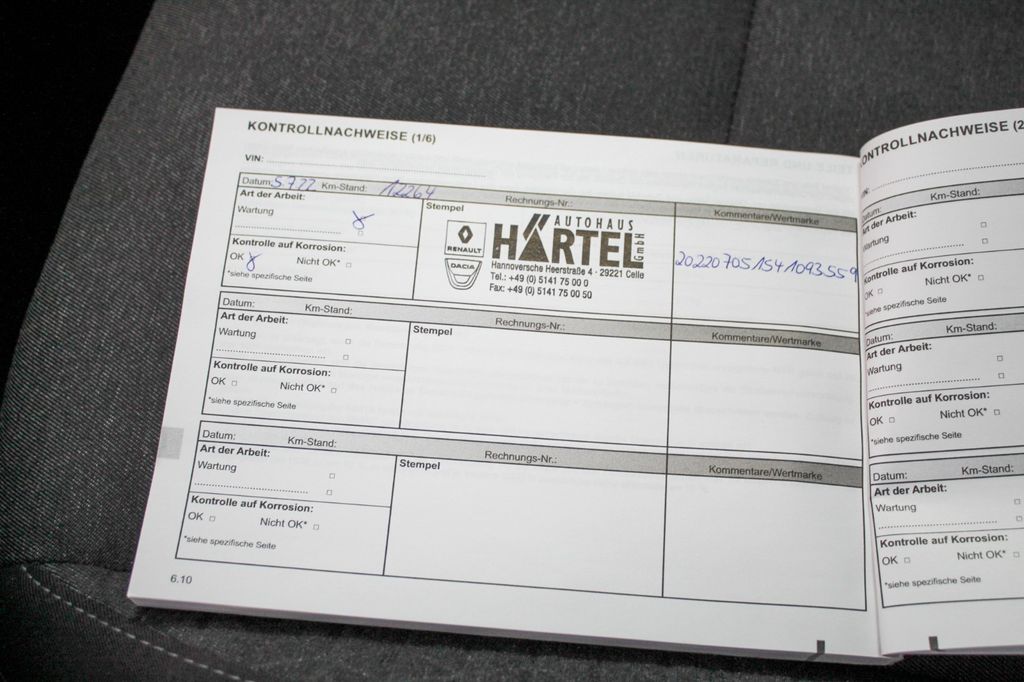 KONTROLLNACHWEISE (1/6)
VIN:
Datum: 5.7.22 Km-Stand: 12264 Rechnungs-Nr.: Kommentare/Wertmarke
Art der Arbeit:
Wartung
Kontrolle auf Korrosion:
OK Nicht OK*
*siehe spezifische Seite
Stempel
RENAULT
DACIA
AUTOHAUS
HÄRTEL GmbH
Hannoversche Heerstraße 4 · 29221 Celle
Tel.: +49 (0) 5141 75 00 0
Fax: +49 (0) 5141 75 00 50
20220705154 1093559
Datum: Km-Stand: Rechnungs-Nr.: Kommentare/Wertmarke
Art der Arbeit:
Wartung
Kontrolle auf Korrosion:
OK Nicht OK*
*siehe spezifische Seite
Stempel
Datum: Km-Stand: Rechnungs-Nr.: Kommentare/Wertmarke
Art der Arbeit:
Wartung
Kontrolle auf Korrosion:
OK Nicht OK*
*siehe spezifische Seite
Stempel
6.10
ONTROLLNACHWEISE (2
Km-Stand:
der Arbeit:
Wartung
Kontrolle auf Korrosion:
OK Nicht OK*
*siehe spezifische Seite
Datum: Km-Stand:
Art der Arbeit:
Wartung
Kontrolle auf Korrosion:
OK Nicht OK*
*siehe spezifische Seite
Datum: Km-Stand:
Art der Arbeit:
Wartung
Kontrolle auf Korrosion:
OK Nicht OK*
*siehe spezifische Seite